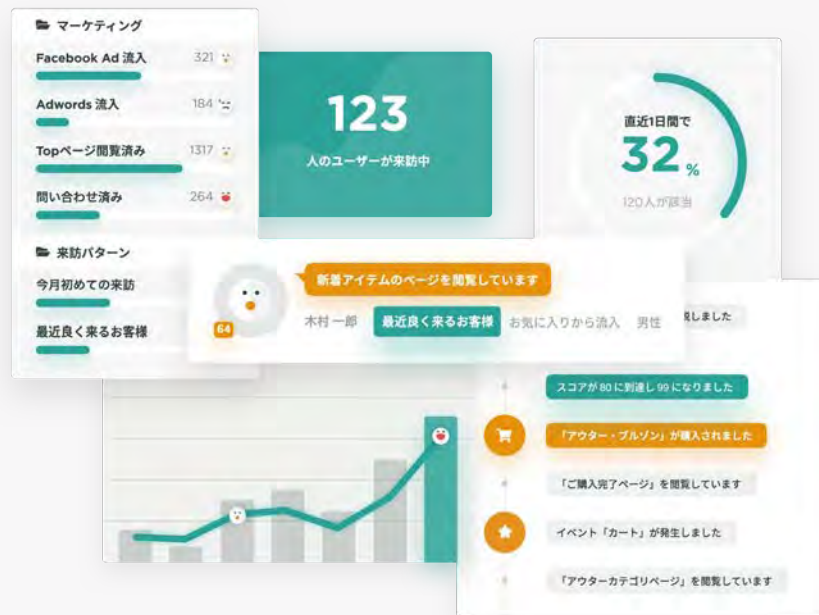 マーケティング
Facebook Ad 流入 321
Adwords 流入 184
Topページ閲覧済み 1317
問い合わせ済み 264
来訪パターン
今月初めての来訪
最近良く来るお客様
123
人のユーザーが来訪中
直近1日間で
32 %
120人が該当
新着アイテムのページを閲覧しています
64
木村 一郎 最近良く来るお客様 お気に入りから流入 男性
しました
スコアが 80 に到達し 99 になりました
「アウター・ブルゾン」が購入されました
「ご購入完了ページ」を閲覧しています
イベント「カート」が発生しました
「アウターカテゴリページ」を閲覧しています